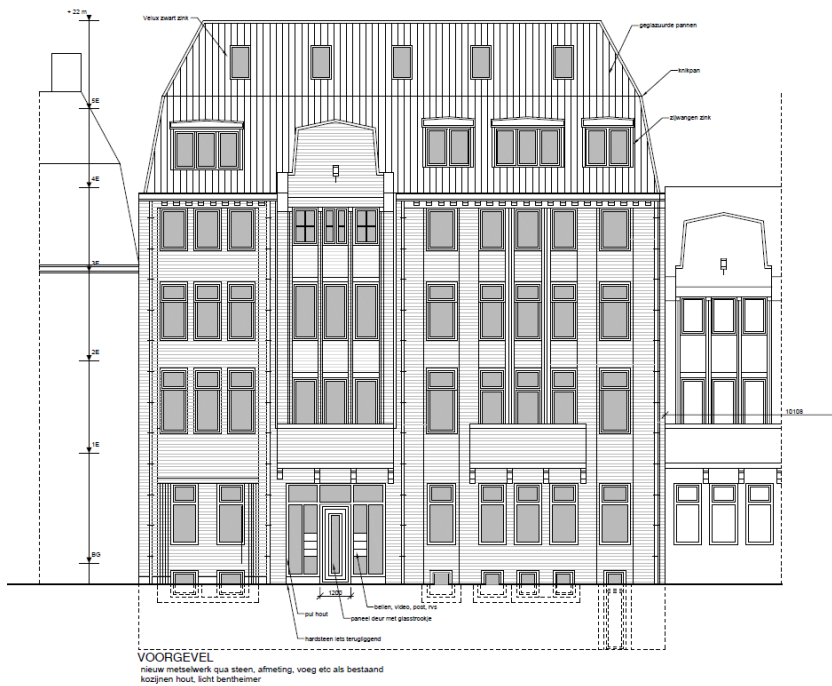 + 22 m
Velux zwart zink
geglazuurde pannen
knikpan
5E
zijwangen zink
4E
3E
2E
10108
1E
BG
1200
bellen, video, post, rvs
pui hout
paneel deur met glasstrookje
hardsteen iets terugliggend
VOORGEVEL
nieuw metselwerk qua steen, afmeting, voeg etc als bestaand
kozijnen hout, licht bentheimer